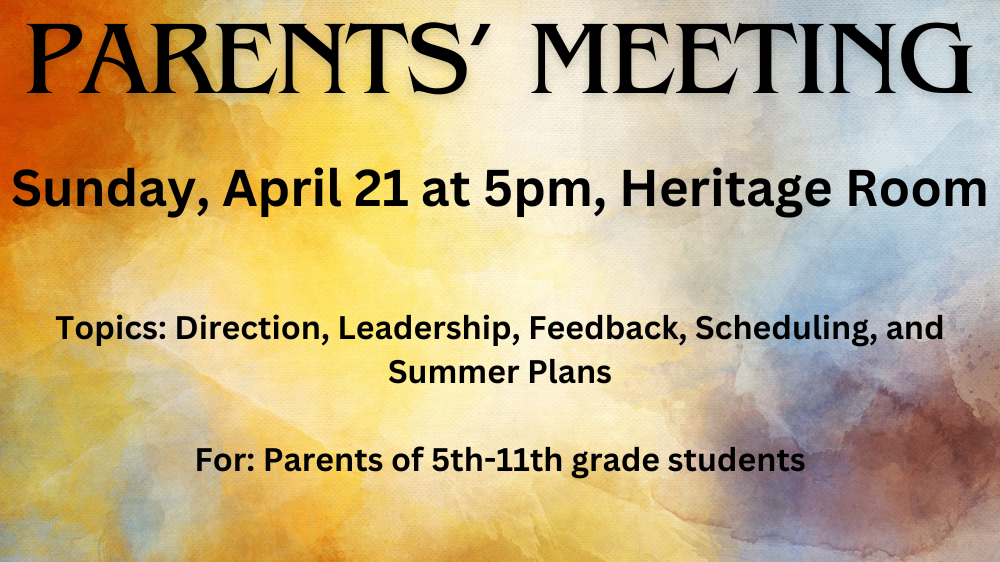 PARENTS’ MEETING
Sunday, April 21 at 5pm, Heritage Room
Topics: Direction, Leadership, Feedback, Scheduling, and
Summer Plans
For: Parents of 5th-11th grade students